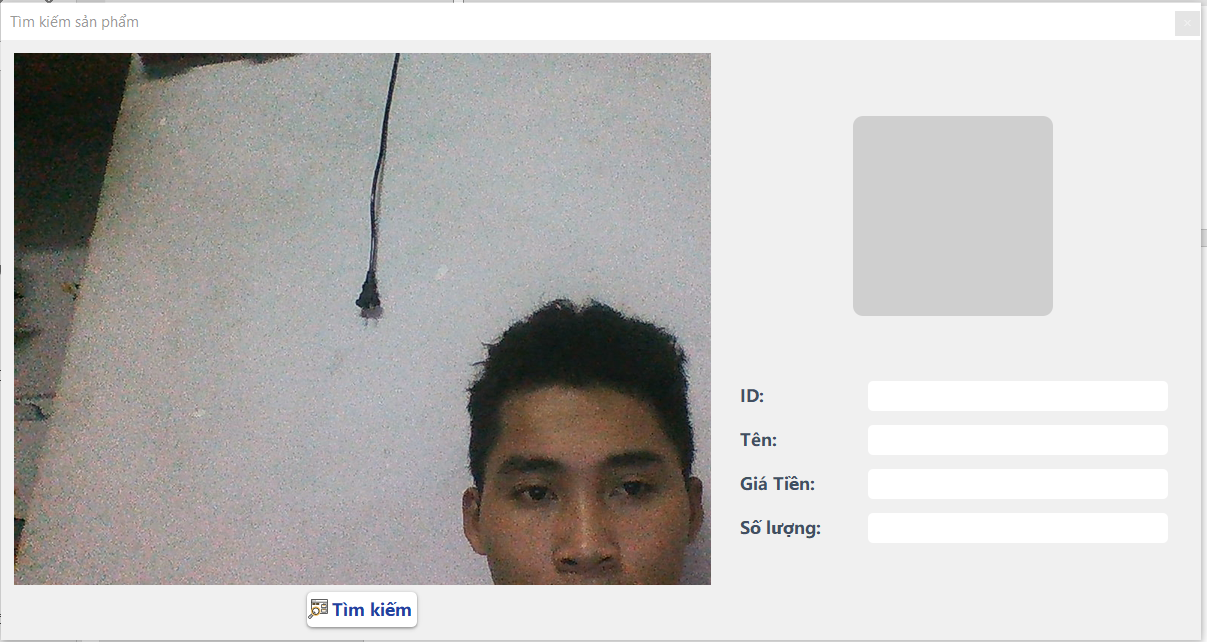 Tìm kiếm sản phẩm
ID:
Tên:
Giá Tiền:
Số lượng:
Tìm kiếm